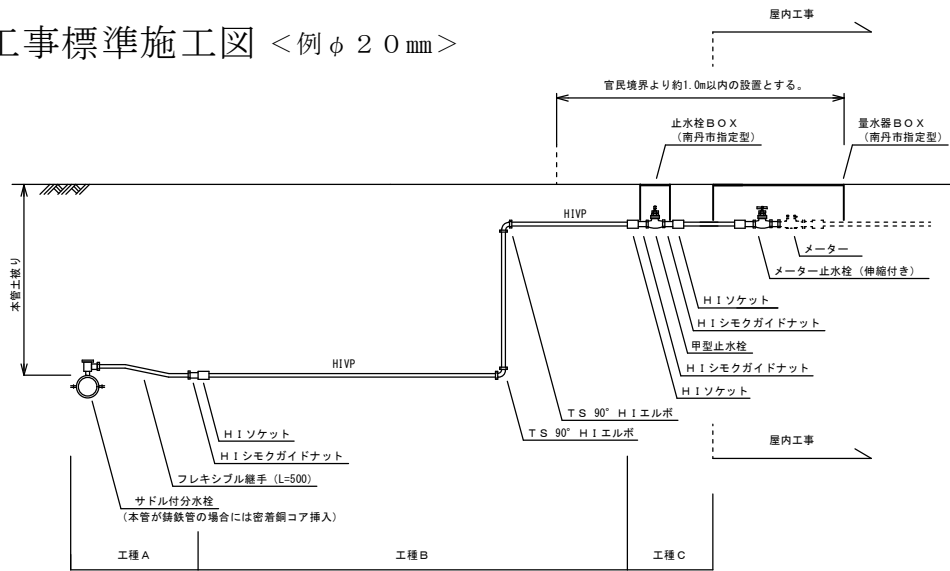 工事標準施工図 <例φ20㎜>
屋内工事
官民境界より約1.0m以内の設置とする。
止水栓BOX
(南丹市指定型)
量水器BOX
(南丹市指定型)
HIVP
メーター
メーター止水栓 (伸縮付き)
HIソケット
HIシモクガイドナット
甲型止水栓
HIシモクガイドナット
HIソケット
本管土被り
HIVP
TS 90° HIエルボ
TS 90° HIエルボ
HIソケット
HIシモクガイドナット
フレキシブル継手 (L=500)
サドル付分水栓
(本管が鋳鉄管の場合には密着銅コア挿入)
屋内工事
工種A
工種B
工種C